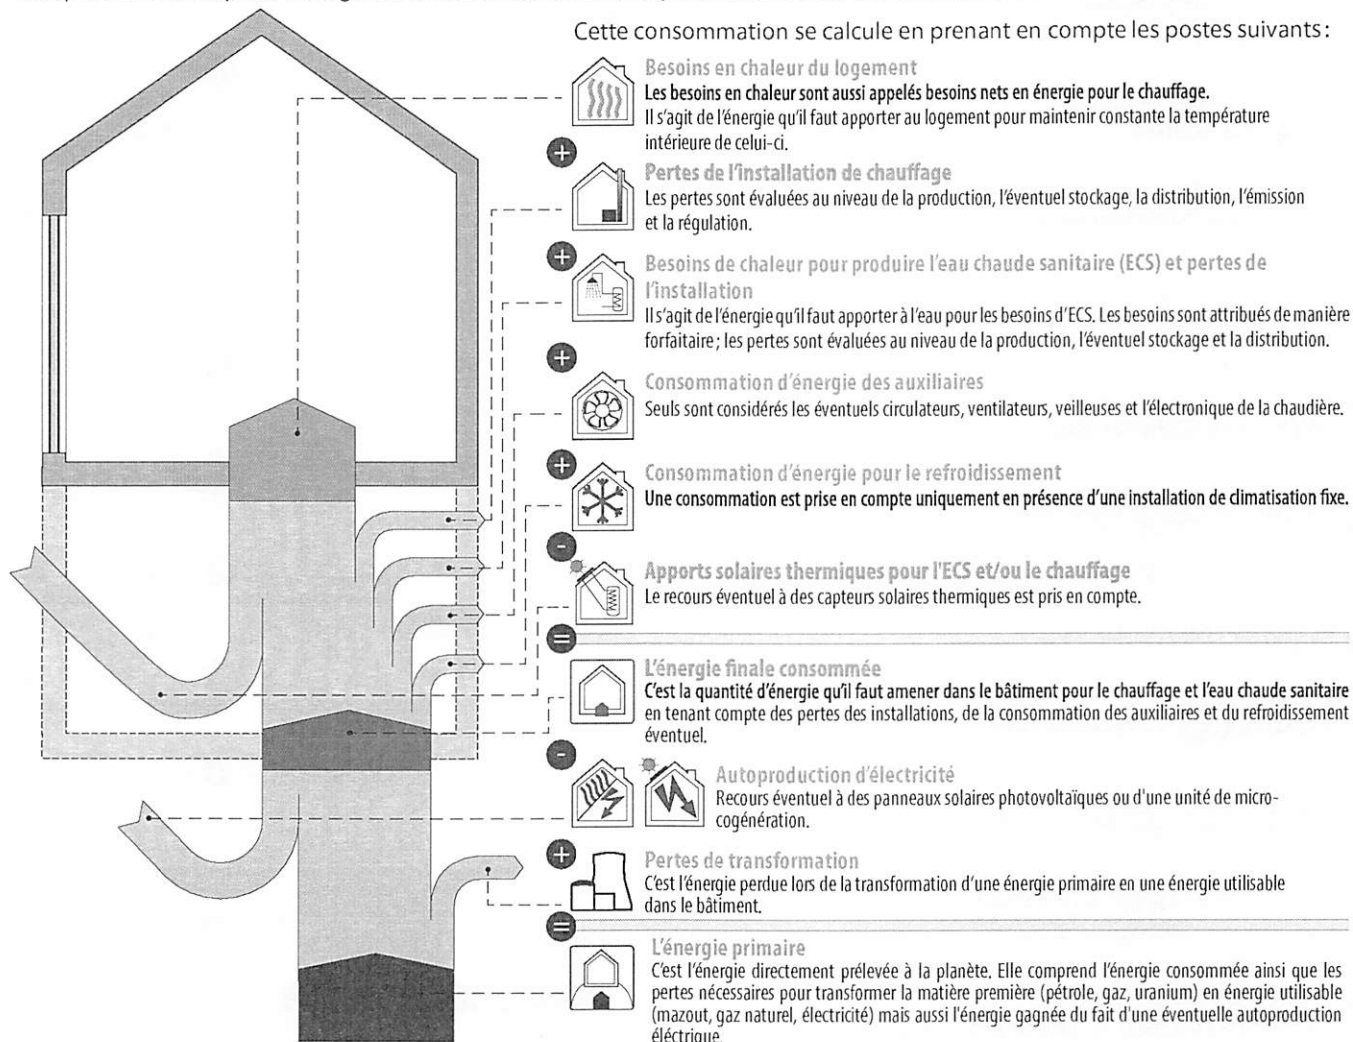 Cette consommation se calcule en prenant en compte les postes suivants :
Besoins en chaleur du logement
Les besoins en chaleur sont aussi appelés besoins nets en énergie pour le chauffage.
Il s'agit de l'énergie qu'il faut apporter au logement pour maintenir constante la température
intérieure de celui-ci.
+
Pertes de l'installation de chauffage
Les pertes sont évaluées au niveau de la production, l'éventuel stockage, la distribution, l'émission
et la régulation.
+
Besoins de chaleur pour produire l'eau chaude sanitaire (ECS) et pertes de
l'installation
Il s'agit de l'énergie qu'il faut apporter à l'eau pour les besoins d'ECS. Les besoins sont attribués de manière
forfaitaire ; les pertes sont évaluées au niveau de la production, l'éventuel stockage et la distribution.
+
Consommation d'énergie des auxiliaires
Seuls sont considérés les éventuels circulateurs, ventilateurs, veilleuses et l'électronique de la chaudière.
+
Consommation d'énergie pour le refroidissement
Une consommation est prise en compte uniquement en présence d'une installation de climatisation fixe.
-
Apports solaires thermiques pour l'ECS et/ou le chauffage
Le recours éventuel à des capteurs solaires thermiques est pris en compte.
=
L'énergie finale consommée
C'est la quantité d'énergie qu'il faut amener dans le bâtiment pour le chauffage et l'eau chaude sanitaire
en tenant compte des pertes des installations, de la consommation des auxiliaires et du refroidissement
éventuel.
-
Autoproduction d'électricité
Recours éventuel à des panneaux solaires photovoltaïques ou d'une unité de micro-
cogénération.
+
Pertes de transformation
C'est l'énergie perdue lors de la transformation d'une énergie primaire en une énergie utilisable
dans le bâtiment.
=
L'énergie primaire
C'est l'énergie directement prélevée à la planète. Elle comprend l'énergie consommée ainsi que les
pertes nécessaires pour transformer la matière première (pétrole, gaz, uranium) en énergie utilisable
(mazout, gaz naturel, électricité) mais aussi l'énergie gagnée du fait d'une éventuelle autoproduction
éléctrique.